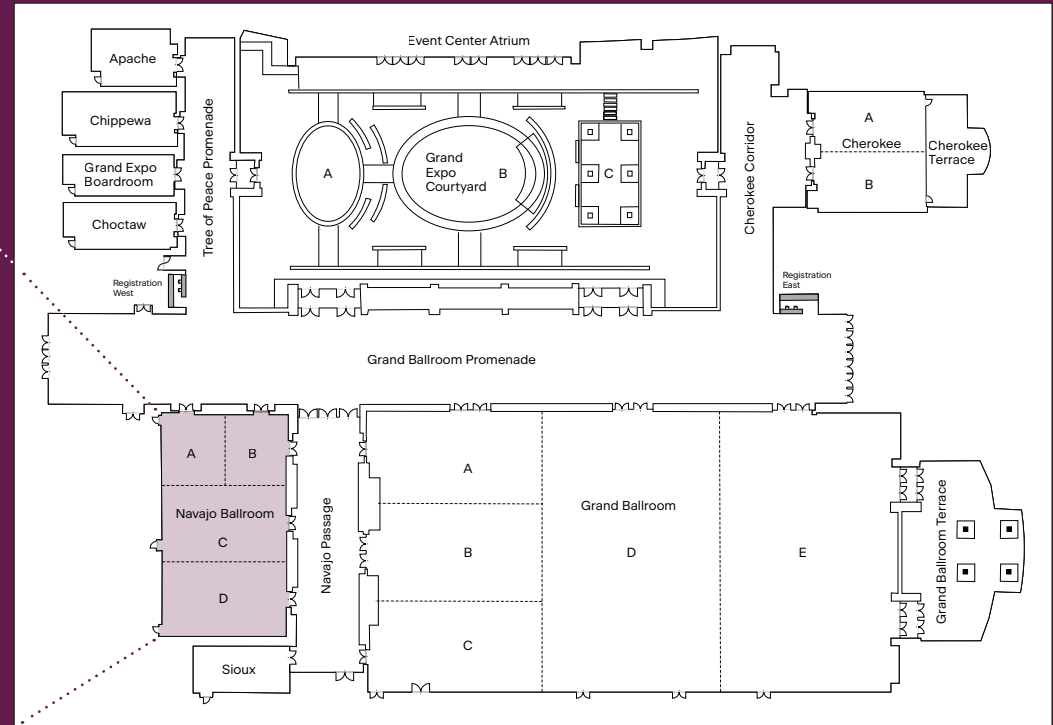 Event Center Atrium
Apache
Chippewa
Grand Expo
Boardroom
Choctaw
Tree of Peace Promenade
A
Grand
Expo
Courtyard
B
C
Cherokee Corridor
A
Cherokee
B
Cherokee
Terrace
Registration
West
Registration
East
Grand Ballroom Promenade
A
B
Navajo Ballroom
C
D
Navajo Passage
Sioux
A
B
C
Grand Ballroom
D
E
Grand Ballroom Terrace